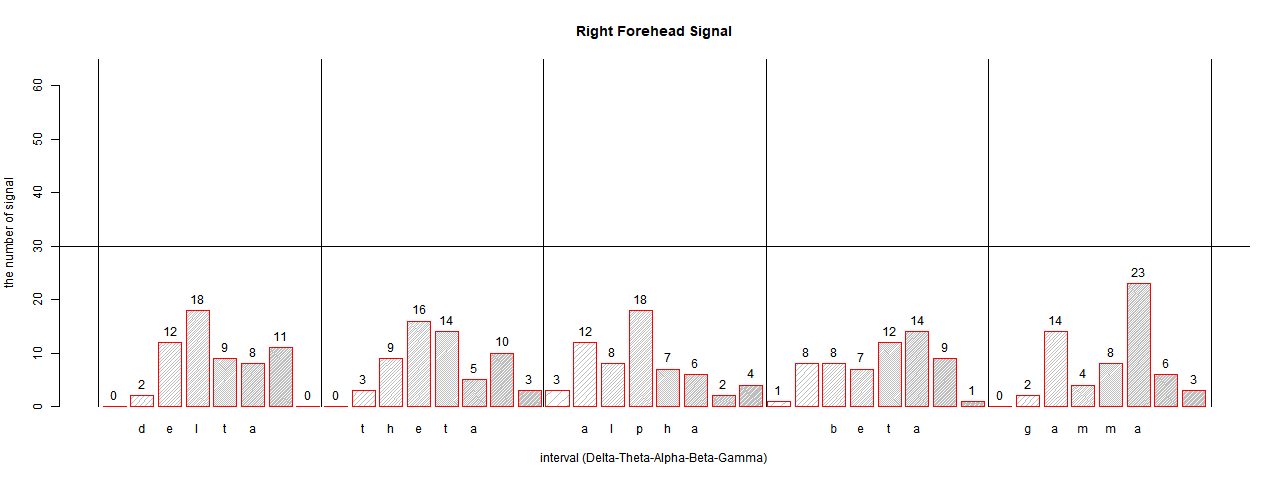 Right Forehead Signal
the number of signal
60
50
40
30
20
10
0
0 2 12 18 9 8 11 0 0 3 9 16 14 5 10 3 3 12 8 18 7 6 2 4 1 8 8 7 12 14 9 1 0 2 14 4 8 23 6 3
d e l t a t h e t a a l p h a b e t a g a m m a
interval (Delta-Theta-Alpha-Beta-Gamma)